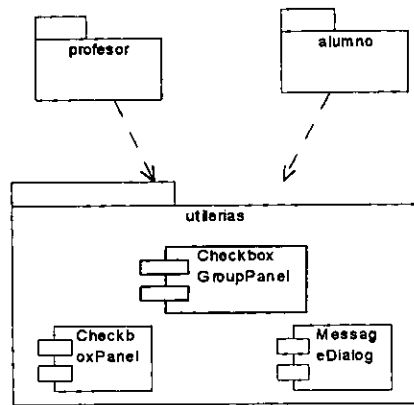 profesor
alumno
utilerias
Checkbox
GroupPanel
Checkb
oxPanel
Messag
eDialog